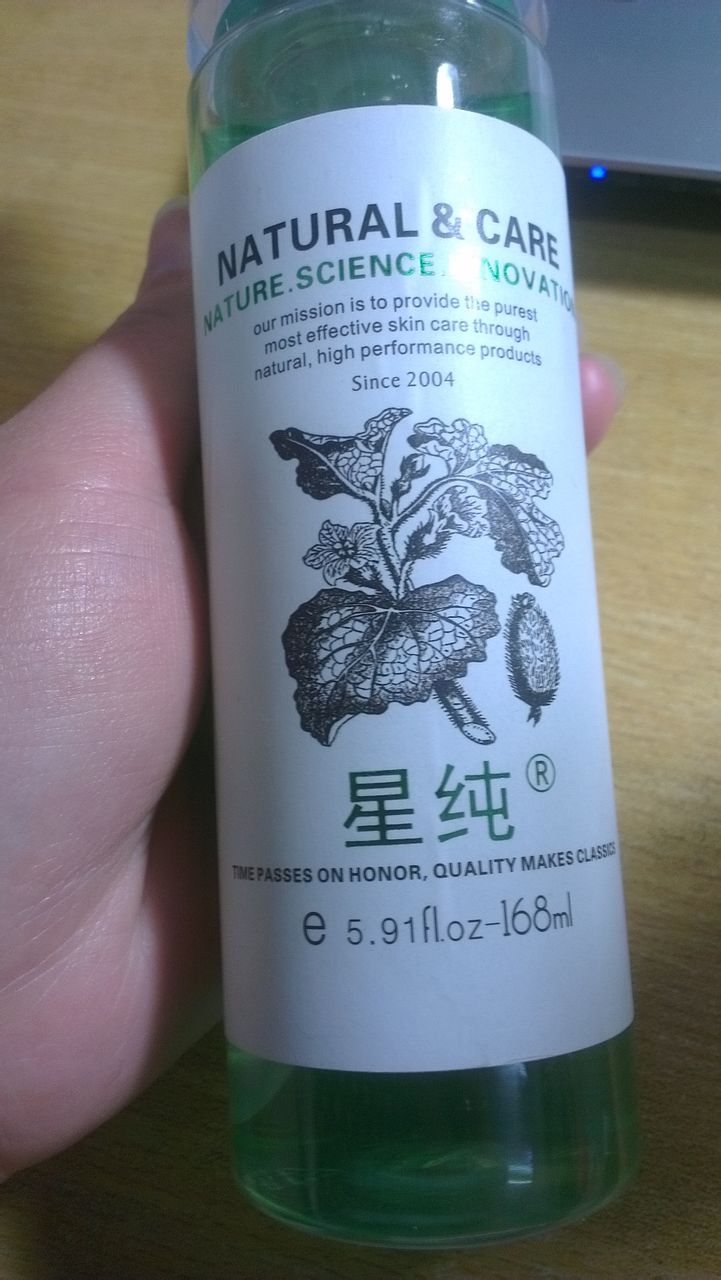 NATURAL & CARE
NATURE.SCIENCE.
our mission is to provide the purest
most effective skin care through
natural, high performance products
Since 2004
星纯®
TIME PASSES ON HONOR, QUALITY MAKES CLASSICS
e 5.91fl.oz-168ml